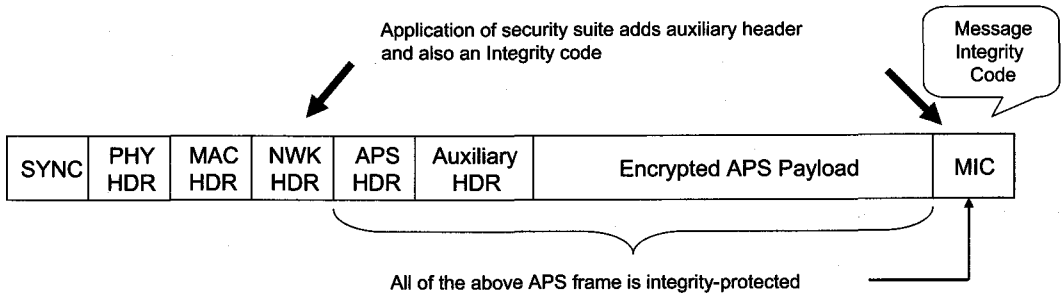 Application of security suite adds auxiliary header
and also an Integrity code
Message
Integrity
Code
SYNC
PHY
HDR
MAC
HDR
NWK
HDR
APS
HDR
Auxiliary
HDR
Encrypted APS Payload
MIC
All of the above APS frame is integrity-protected